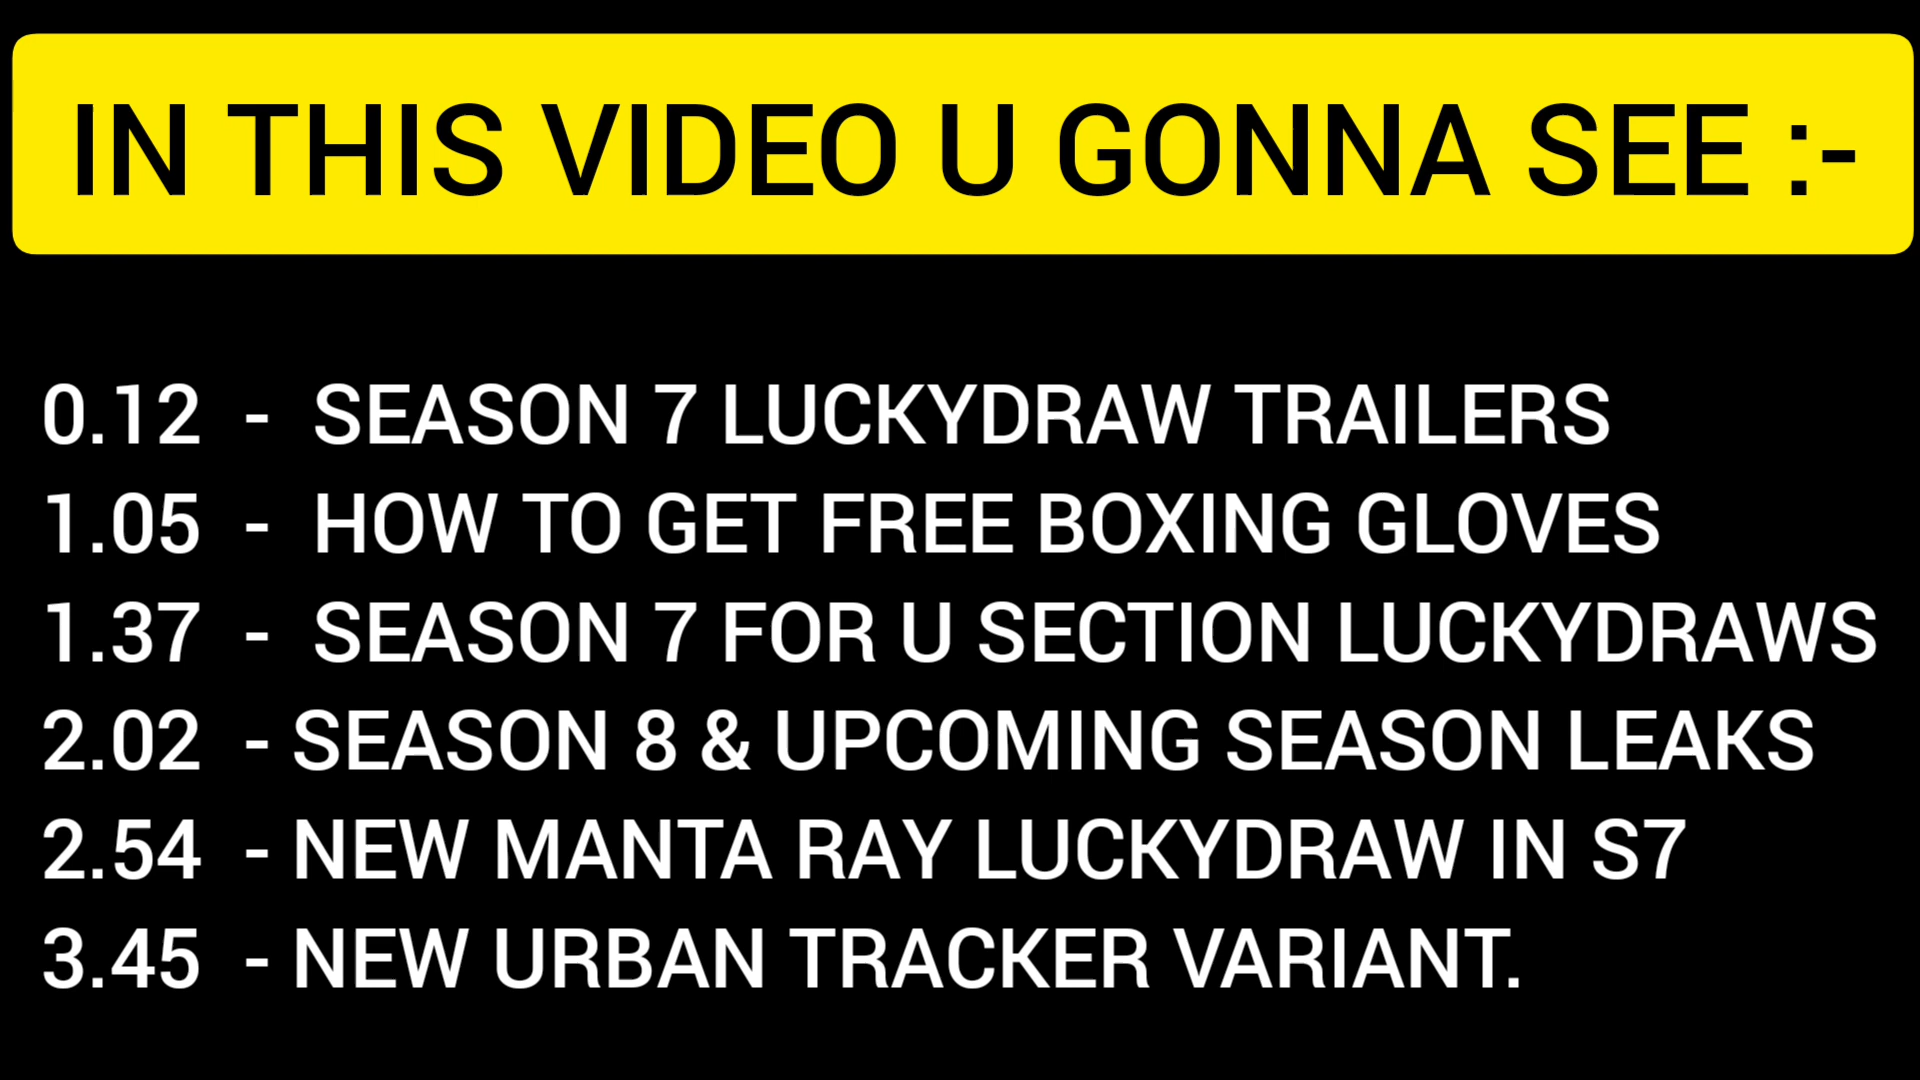 IN THIS VIDEO U GONNA SEE :-
0.12 - SEASON 7 LUCKYDRAW TRAILERS
1.05 - HOW TO GET FREE BOXING GLOVES
1.37 - SEASON 7 FOR U SECTION LUCKYDRAWS
2.02 - SEASON 8 & UPCOMING SEASON LEAKS
2.54 - NEW MANTA RAY LUCKYDRAW IN S7
3.45 - NEW URBAN TRACKER VARIANT.